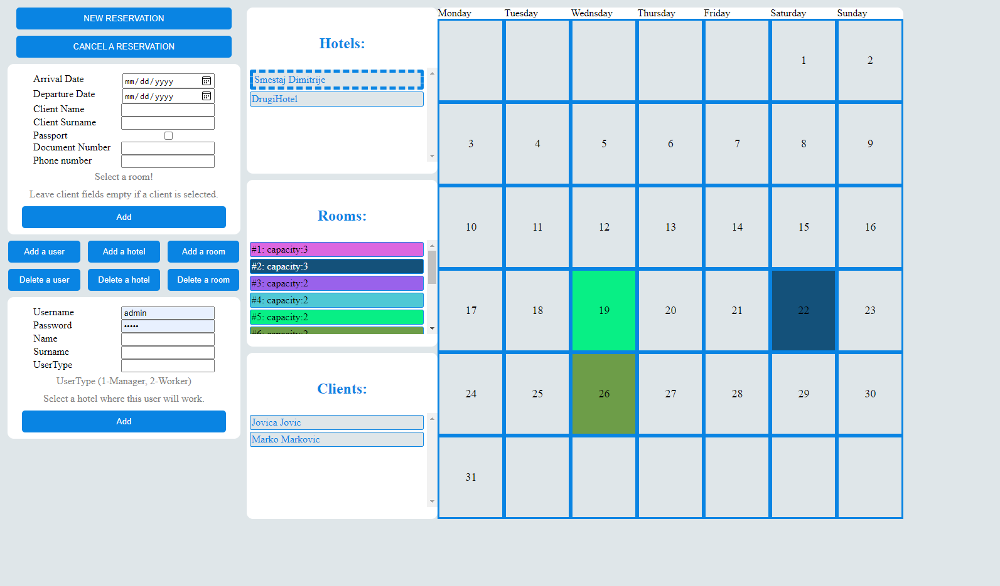 NEW RESERVATION
CANCEL A RESERVATION
Arrival Date mm/dd/yyyy
Departure Date mm/dd/yyyy
Client Name
Client Surname
Passport
Document Number
Phone number
Select a room!
Leave client fields empty if a client is selected.
Add
Add a user Add a hotel Add a room
Delete a user Delete a hotel Delete a room
Username admin
Password •••••
Name
Surname
UserType
UserType (1-Manager, 2-Worker)
Select a hotel where this user will work.
Add
Hotels:
Smestaj Dimitrije
DrugiHotel
Rooms:
#1: capacity:3
#2: capacity:3
#3: capacity:2
#4: capacity:2
#5: capacity:2
#6: capacity:2
Clients:
Jovica Jovic
Marko Markovic
Monday Tuesday Wednsday Thursday Friday Saturday Sunday
1 2
3 4 5 6 7 8 9
10 11 12 13 14 15 16
17 18 19 20 21 22 23
24 25 26 27 28 29 30
31